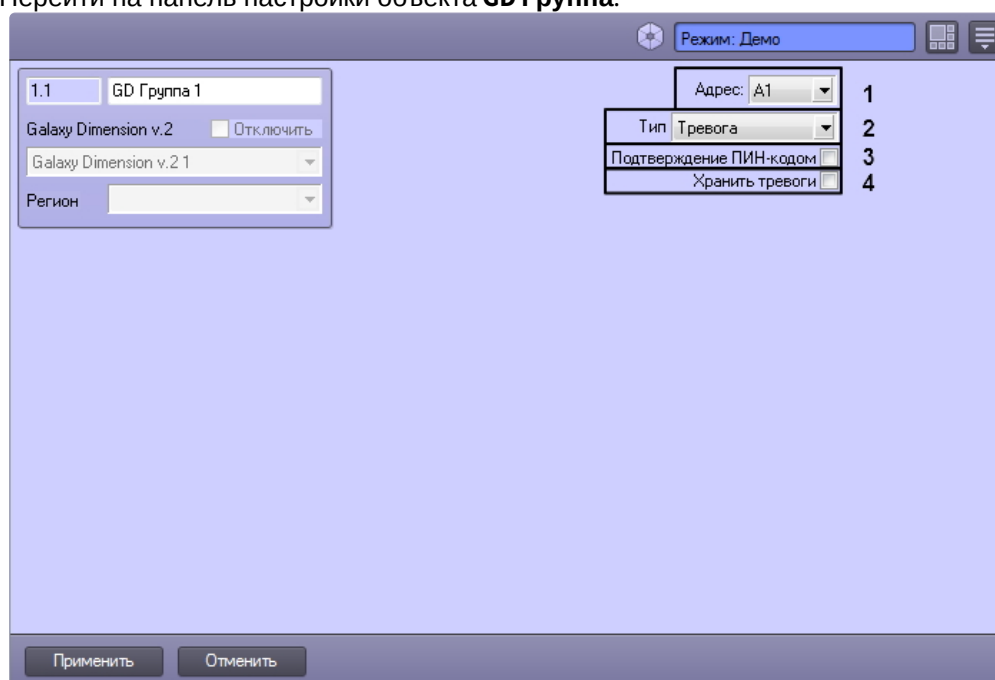 Перейти на панель настройки объекта GD Группа.
Режим: Демо
1.1 GD Группа 1
Galaxy Dimension v.2 Отключить
Galaxy Dimension v.2 1
Регион
Адрес: A1 1
Тип Тревога 2
Подтверждение ПИН-кодом 3
Хранить тревоги 4
Применить Отменить